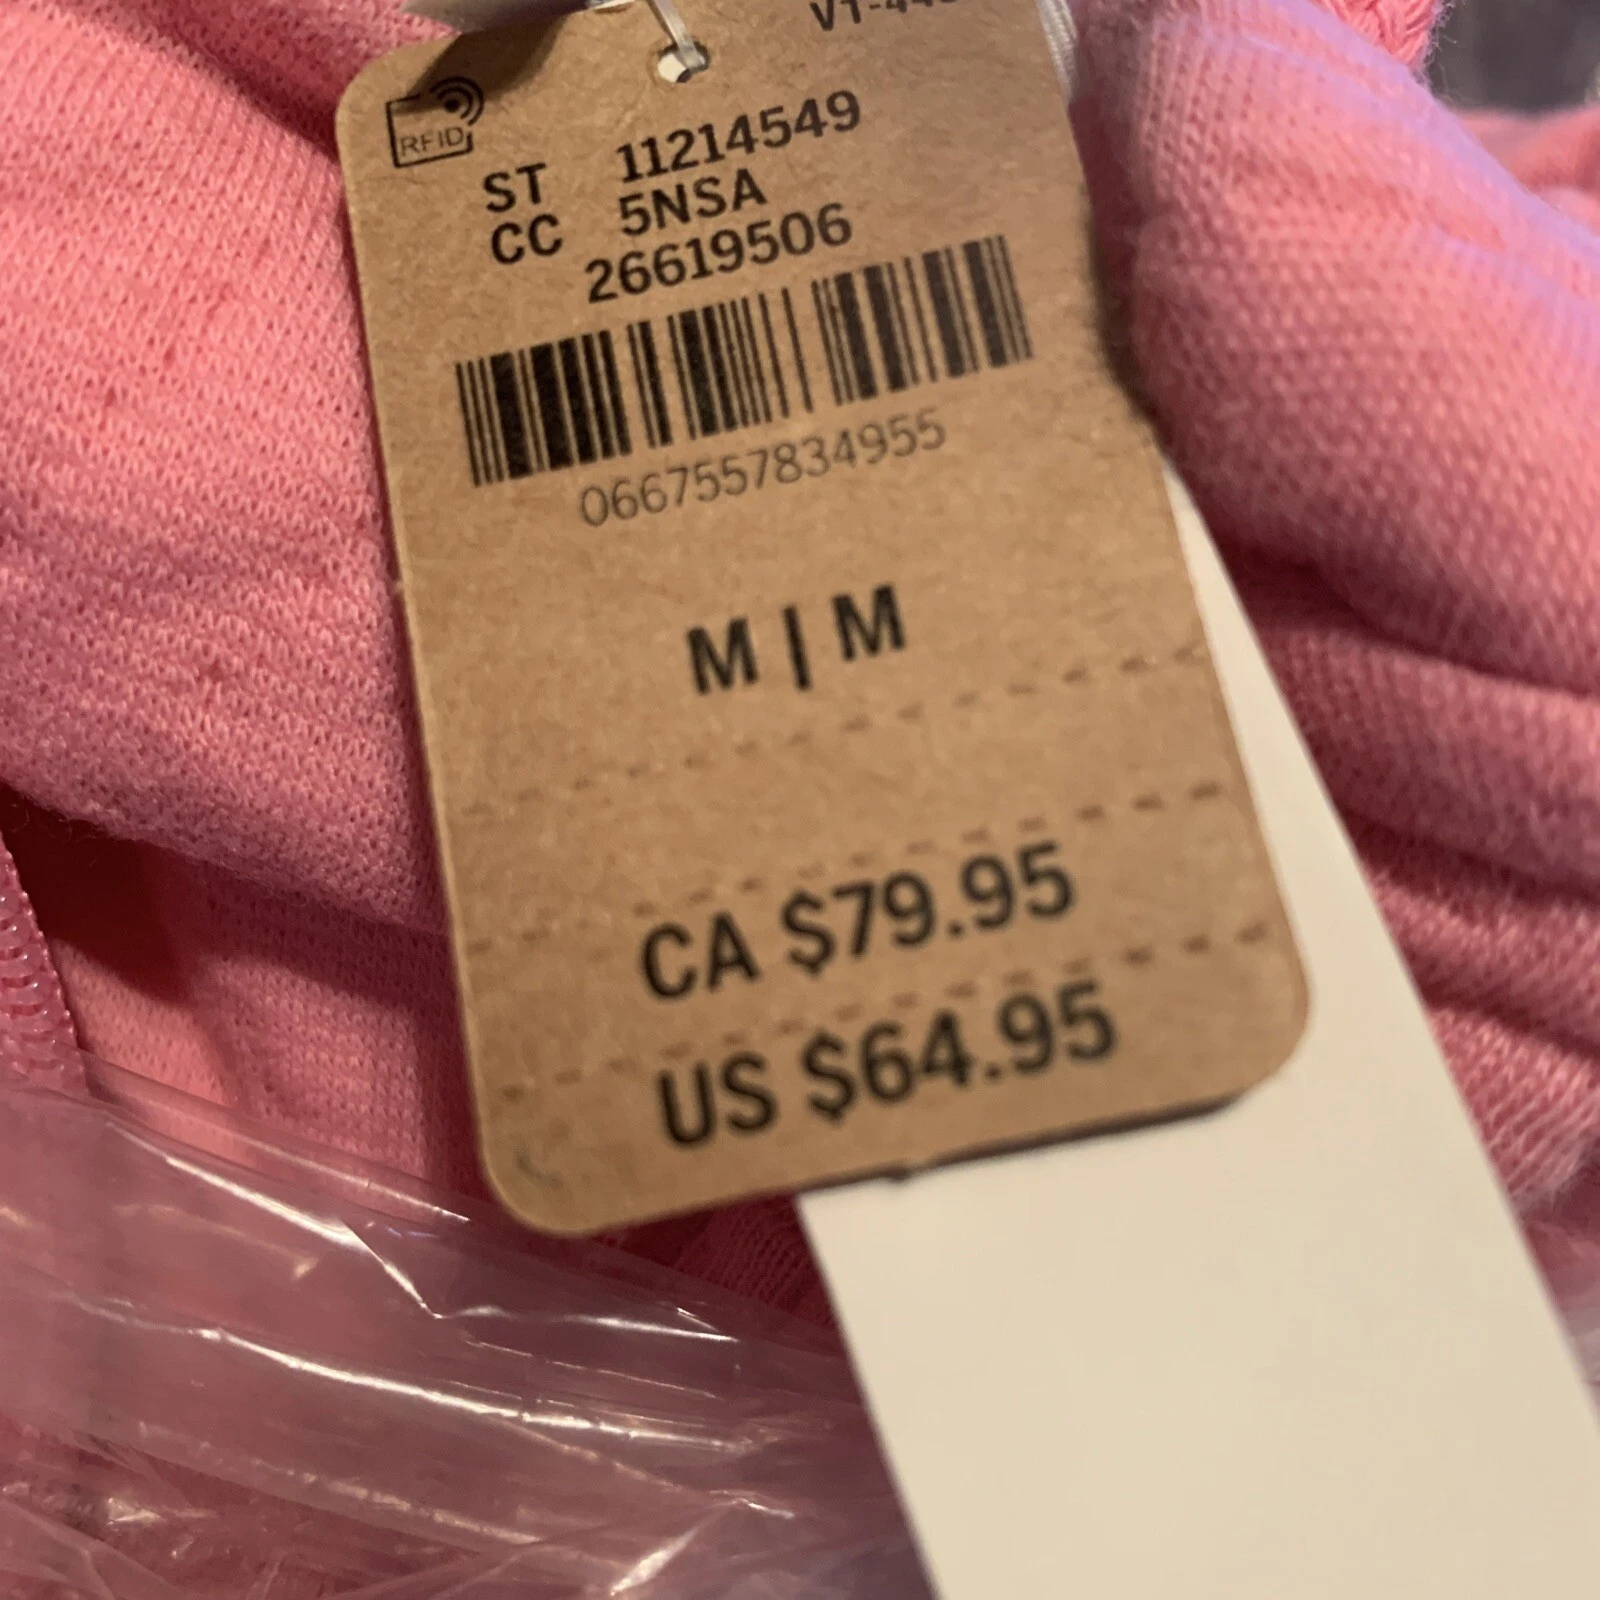 RFID
ST 11214549
CC 5NSA
26619506
0667557834955
M | M
CA $79.95
US $64.95